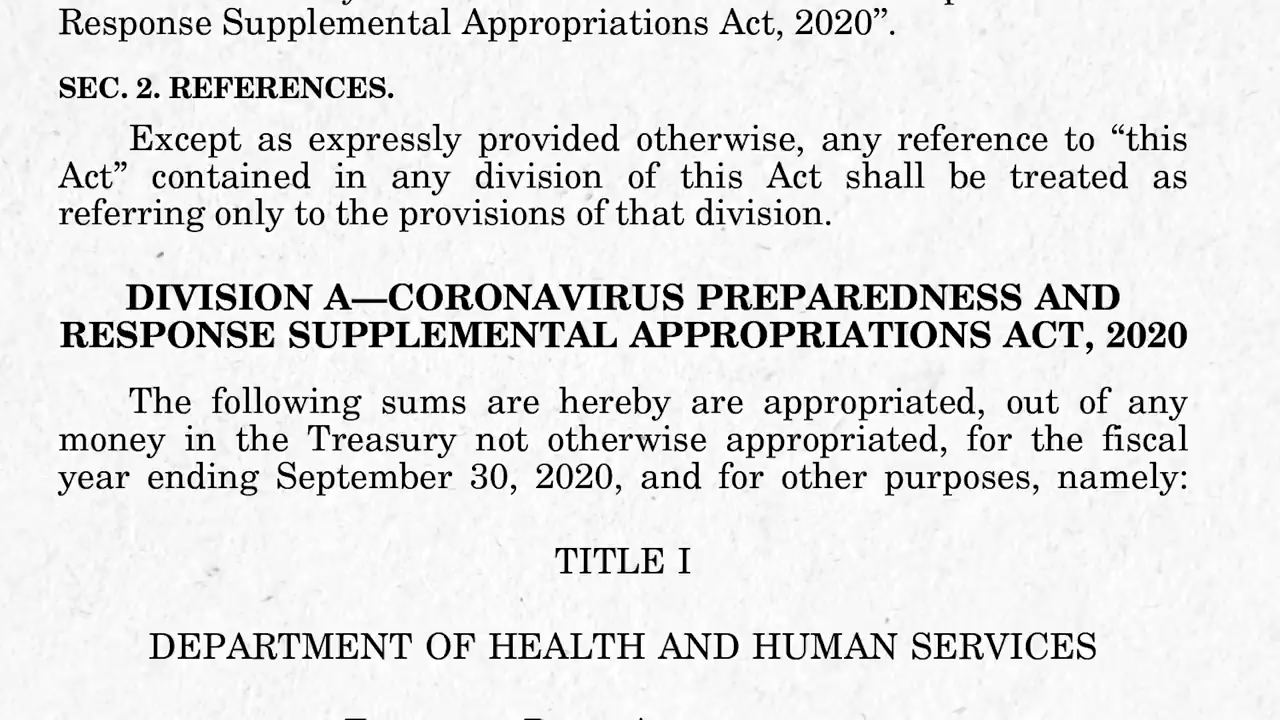 Response Supplemental Appropriations Act, 2020”.
SEC. 2. REFERENCES.
Except as expressly provided otherwise, any reference to “this
Act” contained in any division of this Act shall be treated as
referring only to the provisions of that division.
DIVISION A—CORONAVIRUS PREPAREDNESS AND
RESPONSE SUPPLEMENTAL APPROPRIATIONS ACT, 2020
The following sums are hereby are appropriated, out of any
money in the Treasury not otherwise appropriated, for the fiscal
year ending September 30, 2020, and for other purposes, namely:
TITLE I
DEPARTMENT OF HEALTH AND HUMAN SERVICES